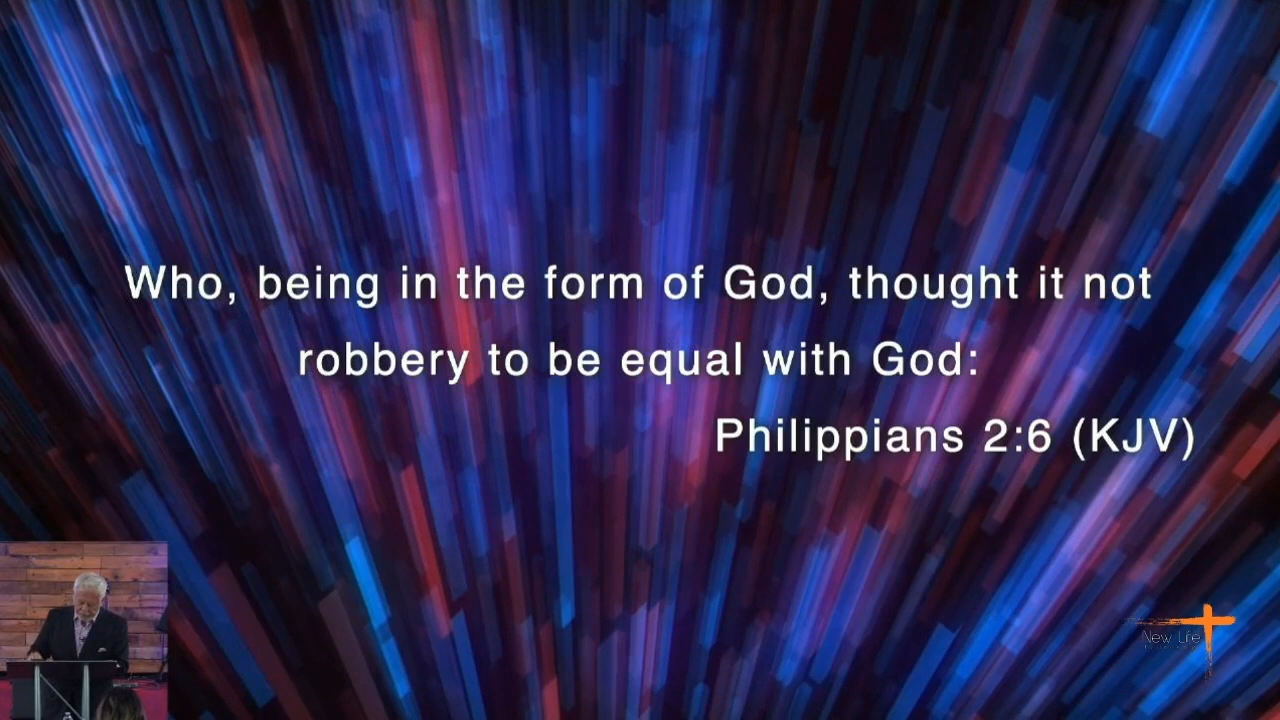 Who, being in the form of God, thought it not
robbery to be equal with God:
Philippians 2:6 (KJV)
New Life